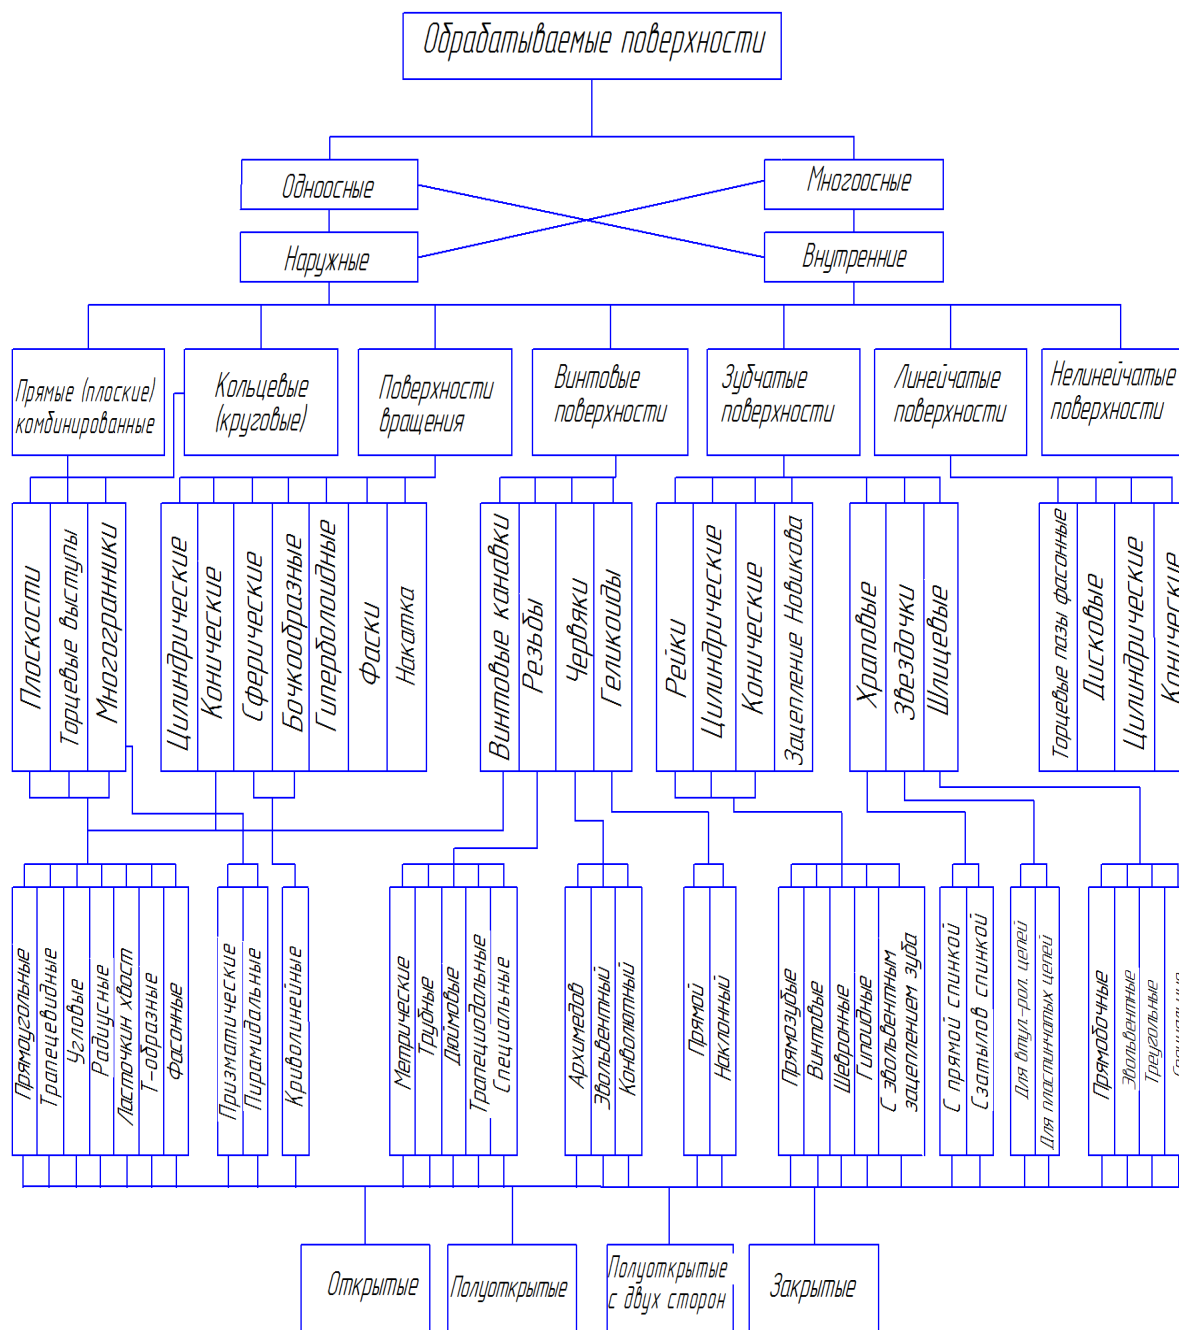 Обрабатываемые поверхности
Одноосные
Многоосные
Наружные
Внутренние
Прямые (плоские)
комбинированные
Кольцевые
(круговые)
Поверхности
вращения
Винтовые
поверхности
Зубчатые
поверхности
Линейчатые
поверхности
Нелинейчатые
поверхности
Плоскости
Торцевые выступы
Многогранники
Цилиндрические
Конические
Сферические
Бочкообразные
Гиперболоидные
Фаски
Накатка
Винтовые канавки
Резьбы
Червяки
Геликоиды
Рейки
Цилиндрические
Конические
Зацепление Новикова
Храповые
Звездочки
Шлицевые
Торцевые пазы фасонные
Дисковые
Цилиндрические
Конические
Прямоугольные
Трапецевидные
Угловые
Радиусные
Ласточкин хвост
Т-образные
Фасонные
Призматические
Пирамидальные
Криволинейные
Метрические
Трубные
Дюймовые
Трапециодальные
Специальные
Архимедов
Эвольвентный
Конволютный
Прямой
Наклонный
Прямозубые
Винтовые
Шевронные
Гипоидные
С эвольвентным
зацеплением зуба
С прямой спинкой
Сзатылов спинкой
Для втул.-рол. цепей
Для пластинчатых цепей
Прямобочные
Эвольвентные
Треугольные
Открытые
Полуоткрытые
Полуоткрытые
с двух сторон
Закрытые